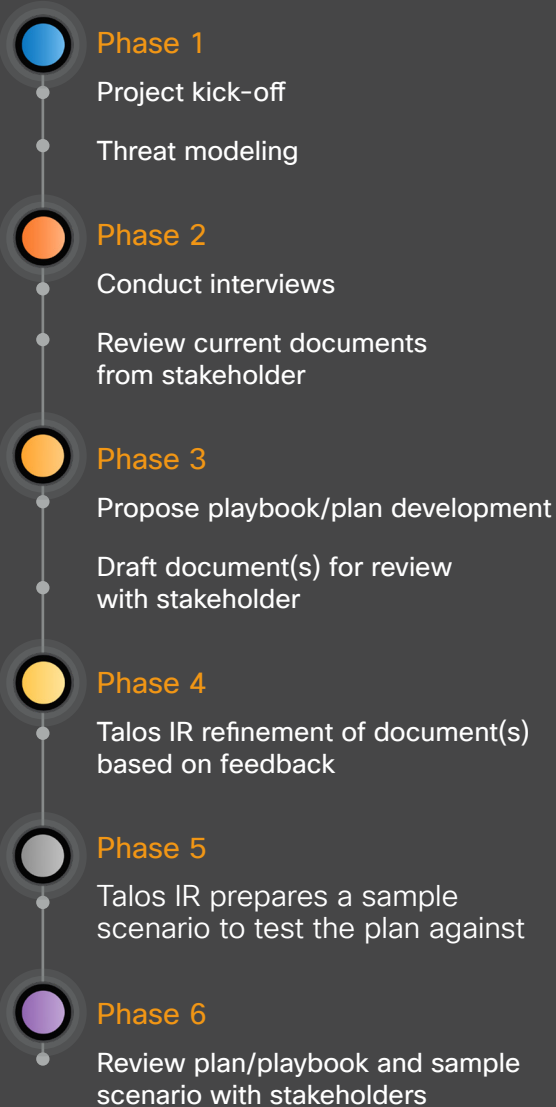 Phase 1
Project kick-off
Threat modeling
Phase 2
Conduct interviews
Review current documents
from stakeholder
Phase 3
Propose playbook/plan development
Draft document(s) for review
with stakeholder
Phase 4
Talos IR refinement of document(s)
based on feedback
Phase 5
Talos IR prepares a sample
scenario to test the plan against
Phase 6
Review plan/playbook and sample
scenario with stakeholders